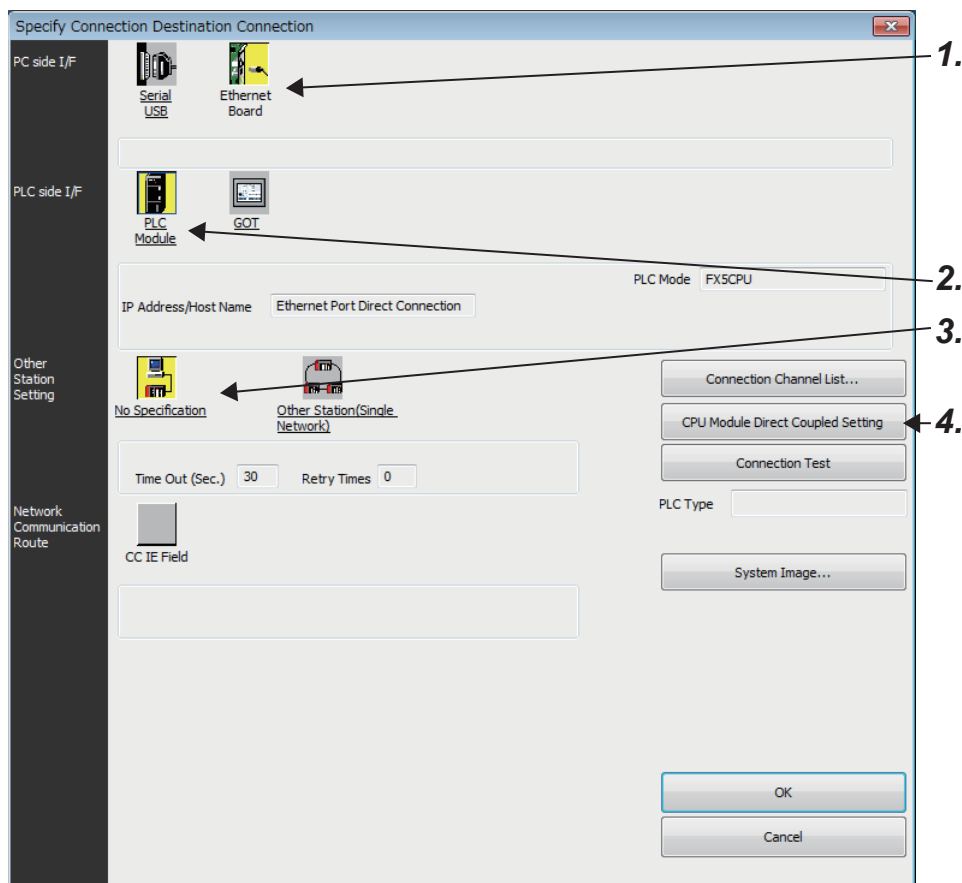 Specify Connection Destination Connection
PC side I/F
Serial
USB
Ethernet
Board
1.
PLC side I/F
PLC
Module
GOT
PLC Mode FX5CPU
2.
IP Address/Host Name Ethernet Port Direct Connection
3.
Other
Station
Setting
No Specification
Other Station(Single
Network)
Connection Channel List...
CPU Module Direct Coupled Setting
4.
Connection Test
Time Out (Sec.) 30 Retry Times 0
PLC Type
Network
Communication
Route
CC IE Field
System Image...
OK
Cancel